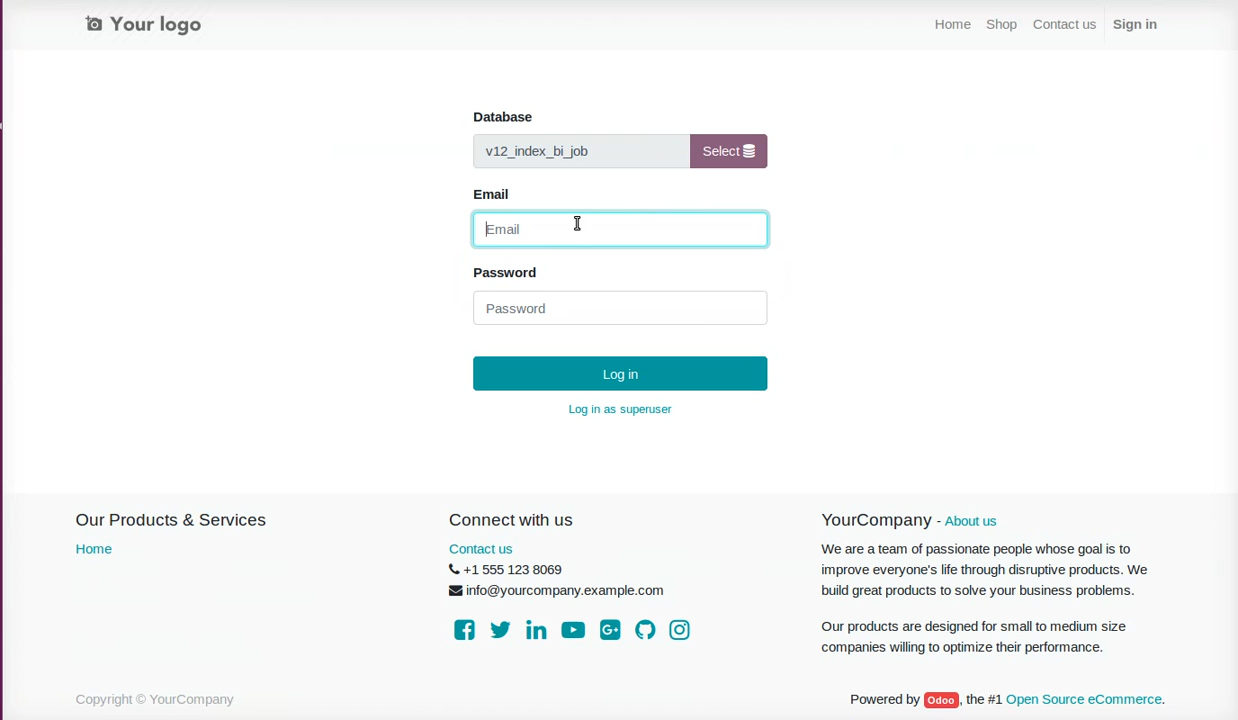 Your logo
Home Shop Contact us Sign in
Database
v12_index_bi_job Select
Email
Email
Password
Password
Log in
Log in as superuser
Our Products & Services
Home
Connect with us
Contact us
+1 555 123 8069
info@yourcompany.example.com
YourCompany - About us
We are a team of passionate people whose goal is to
improve everyone's life through disruptive products. We
build great products to solve your business problems.
Our products are designed for small to medium size
companies willing to optimize their performance.
Copyright © YourCompany
Powered by Odoo, the #1 Open Source eCommerce.